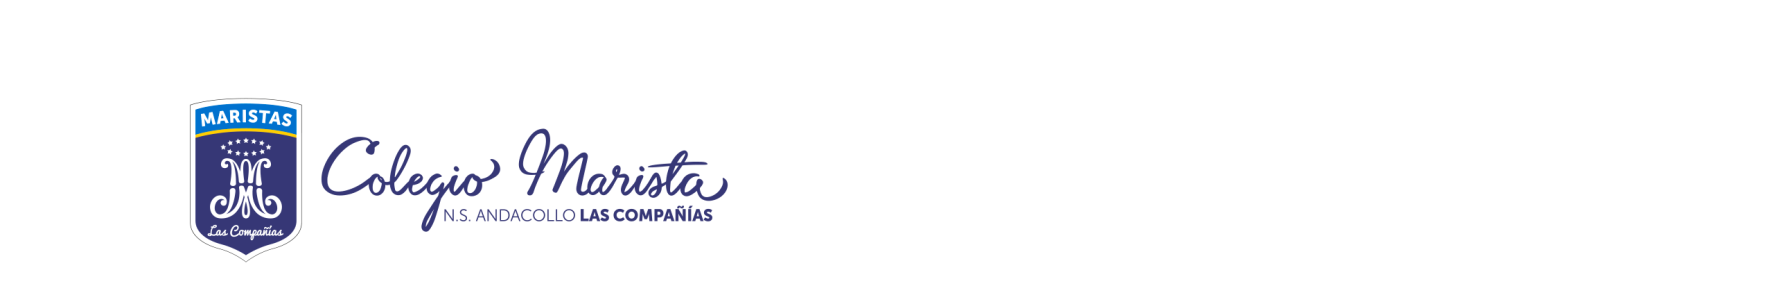 MARISTAS
Las Compañías
Colegio Marista
N.S. ANDACOLLO LAS COMPAÑÍAS